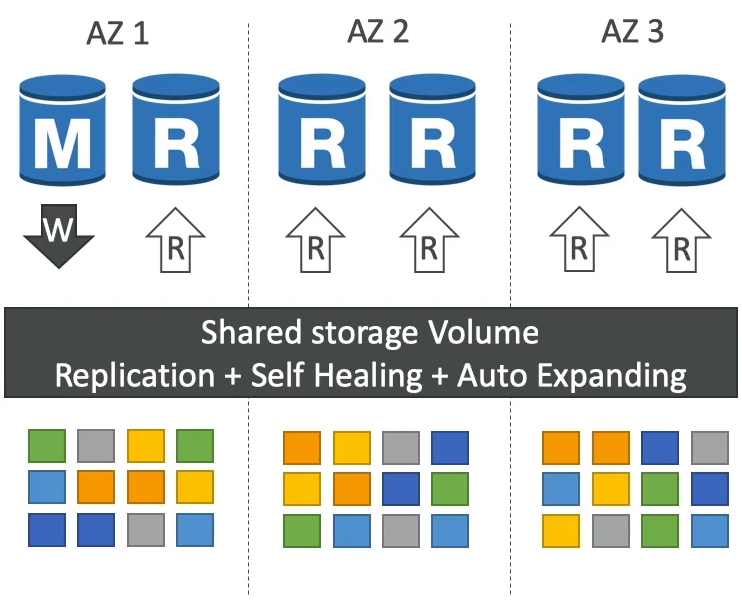 AZ 1
AZ 2
AZ 3
M
R
R
R
R
R
W
R
R
R
R
R
Shared storage Volume
Replication + Self Healing + Auto Expanding